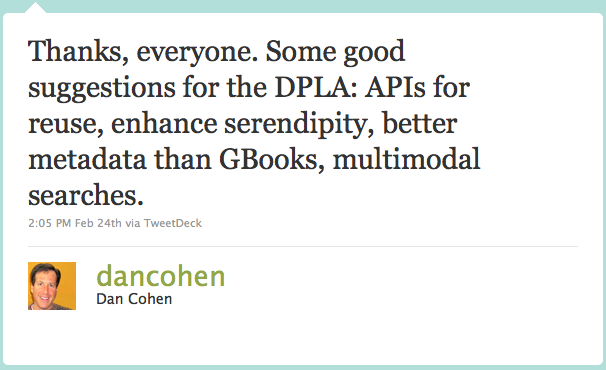 Thanks, everyone. Some good
suggestions for the DPLA: APIs for
reuse, enhance serendipity, better
metadata than GBooks, multimodal
searches.
2:05 PM Feb 24th via TweetDeck
dancohen
Dan Cohen